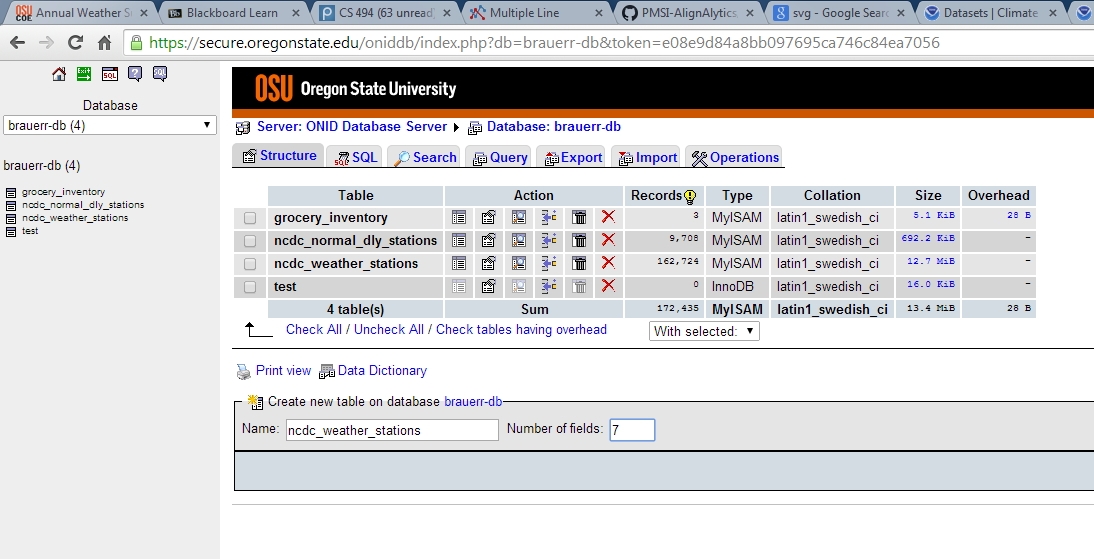 OSU COE Annual Weather S
Bb Blackboard Learn
CS 494 (63 unread)
Multiple Line
PMSI-AlignAlytics,
svg - Google Sear
Datasets | Climate
https://secure.oregonstate.edu/oniddb/index.php?db=brauerr-db&token=e08e9d84a8bb097695ca746c84ea7056
Exit SQL ? SQL
Database
brauerr-db (4)
brauerr-db (4)
grocery_inventory
ncdc_normal_dly_stations
ncdc_weather_stations
test
OSU Oregon State University
Server: ONID Database Server Database: brauerr-db
Structure SQL Search Query Export Import Operations
Table Action Records Type Collation Size Overhead
grocery_inventory 3 MyISAM latin1_swedish_ci 5.1 KiB 28 B
ncdc_normal_dly_stations 9,708 MyISAM latin1_swedish_ci 692.2 KiB -
ncdc_weather_stations 162,724 MyISAM latin1_swedish_ci 12.7 MiB -
test 0 InnoDB latin1_swedish_ci 16.0 KiB -
4 table(s) Sum 172,435 MyISAM latin1_swedish_ci 13.4 MiB 28 B
Check All / Uncheck All / Check tables having overhead With selected:
Print view Data Dictionary
Create new table on database brauerr-db
Name: ncdc_weather_stations Number of fields: 7